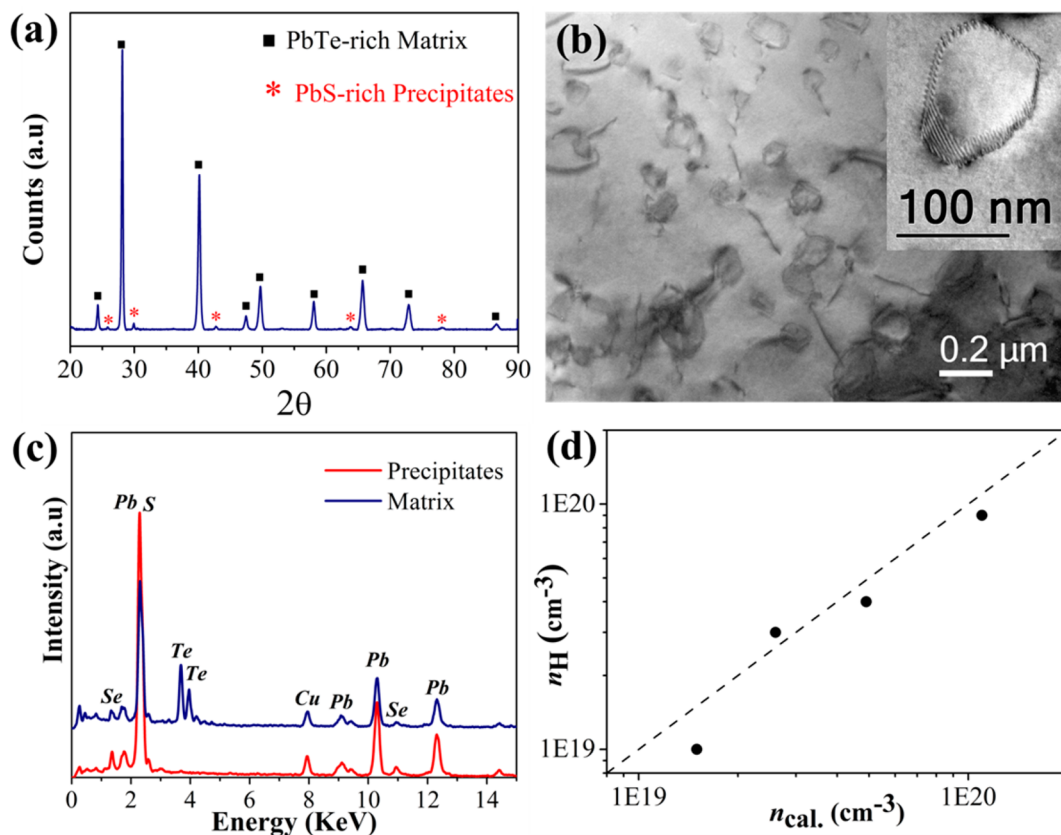 (a)
■ PbTe-rich Matrix
* PbS-rich Precipitates
Counts (a.u)
20 30 40 50 60 70 80 90
2θ
(b)
100 nm
0.2 μm
(c)
Precipitates
Matrix
Pb S
Te
Te
Se
Cu
Pb
Pb
Se
Pb
Intensity (a.u)
0 2 4 6 8 10 12 14
Energy (KeV)
(d)
1E20
1E19
nH (cm-3)
1E19 1E20
ncal. (cm-3)